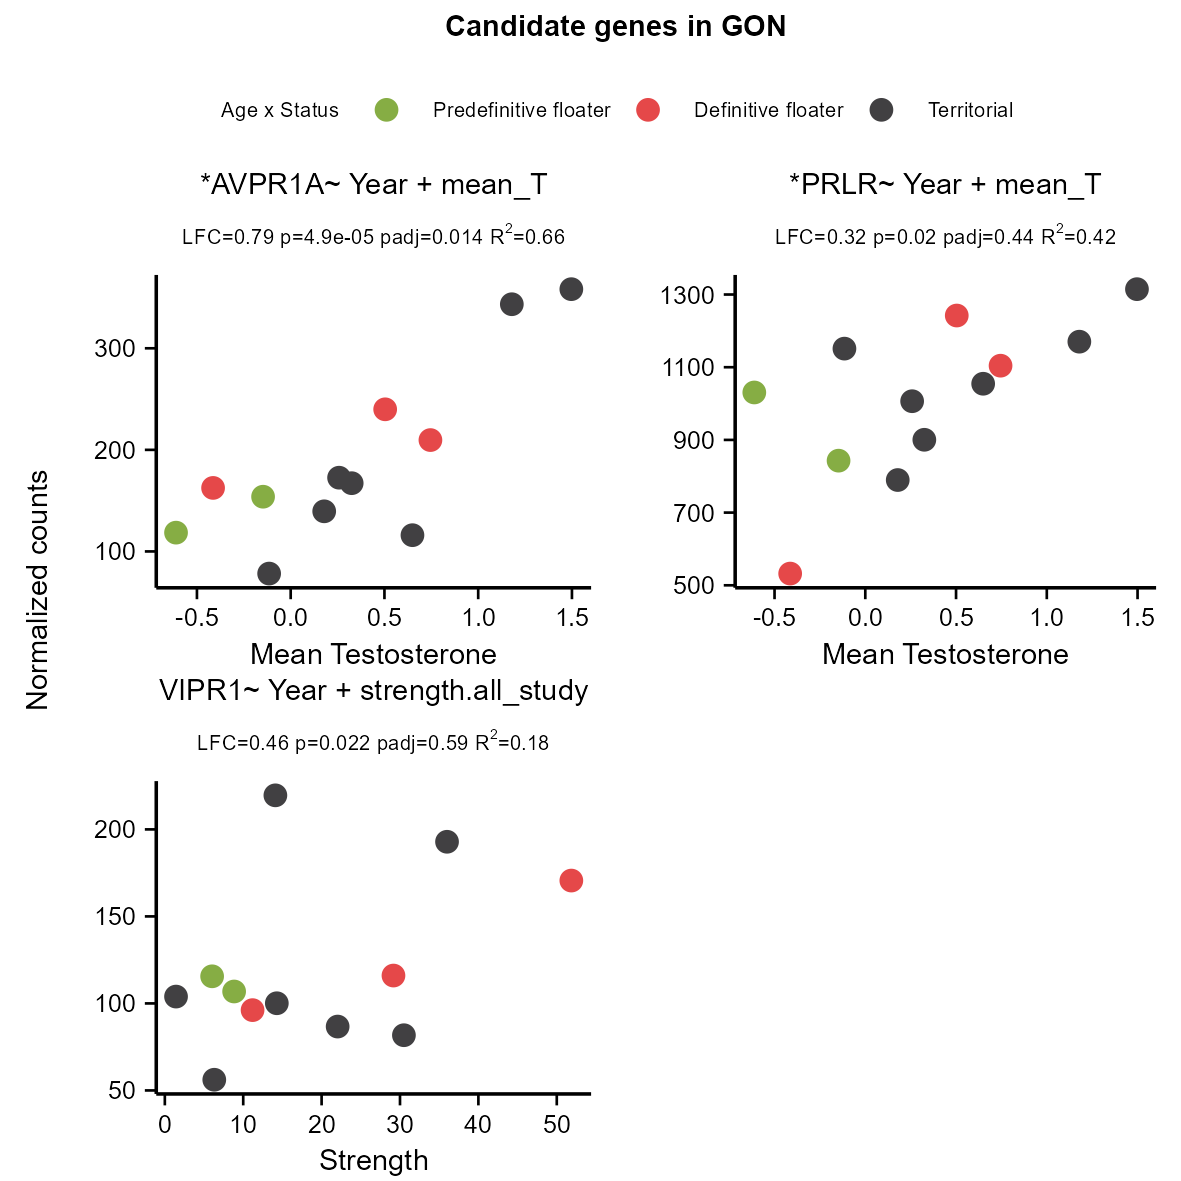 Candidate genes in GON
Age x Status Predefinitive floater Definitive floater Territorial
*AVPR1A~ Year + mean_T
LFC=0.79 p=4.9e-05 padj=0.014 R²=0.66
300
200
100
-0.5 0.0 0.5 1.0 1.5
Mean Testosterone
*PRLR~ Year + mean_T
LFC=0.32 p=0.02 padj=0.44 R²=0.42
1300
1100
900
700
500
-0.5 0.0 0.5 1.0 1.5
Mean Testosterone
Normalized counts
VIPR1~ Year + strength.all_study
LFC=0.46 p=0.022 padj=0.59 R²=0.18
200
150
100
50
0 10 20 30 40 50
Strength